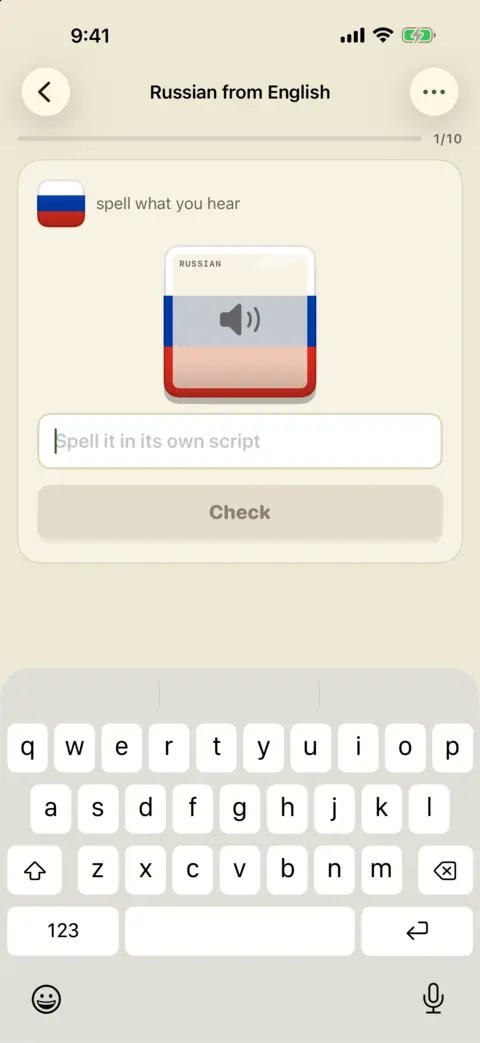 9:41
Russian from English
1/10
spell what you hear
RUSSIAN
Spell it in its own script
Check
q w e r t y u i o p
a s d f g h j k l
z x c v b n m
123